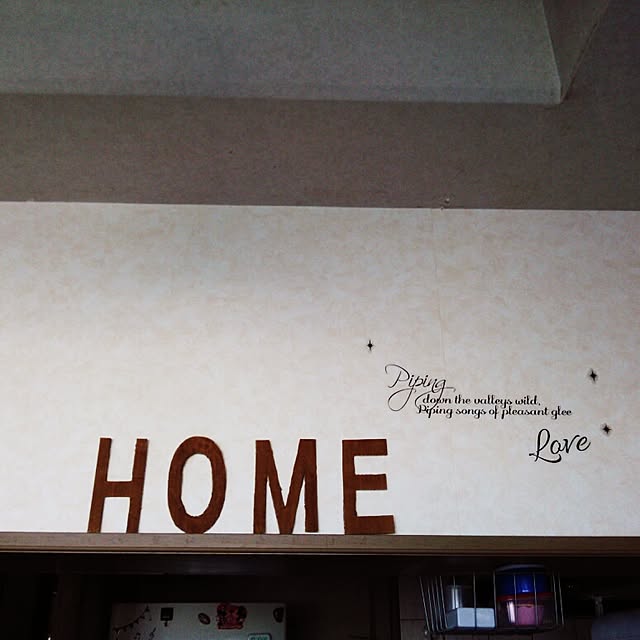 Piping
down the valleys wild,
Piping songs of pleasant glee
Love
HOME